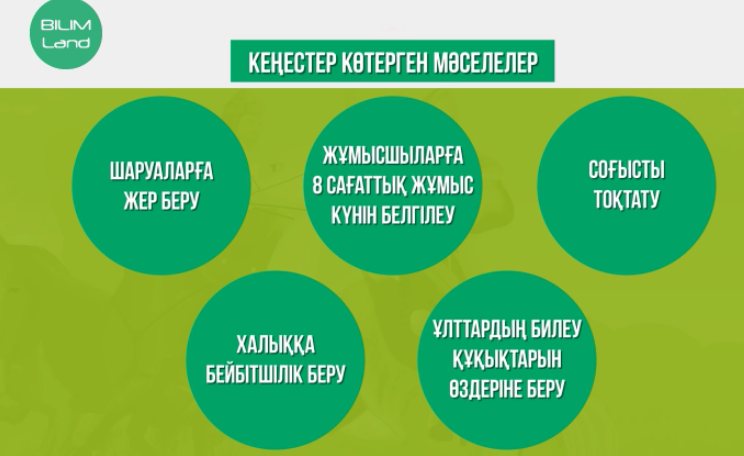 BILIM
Land
КЕҢЕСТЕР КӨТЕРГЕН МӘСЕЛЕЛЕР
ШАРУАЛАРҒА
ЖЕР БЕРУ
ЖҰМЫСШЫЛАРҒА
8 САҒАТТЫҚ ЖҰМЫС
КҮНІН БЕЛГІЛЕУ
СОҒЫСТЫ
ТОҚТАТУ
ХАЛЫҚҚА
БЕЙБІТШІЛІК БЕРУ
ҰЛТТАРДЫҢ БИЛЕУ
ҚҰҚЫҚТАРЫН
ӨЗДЕРІНЕ БЕРУ